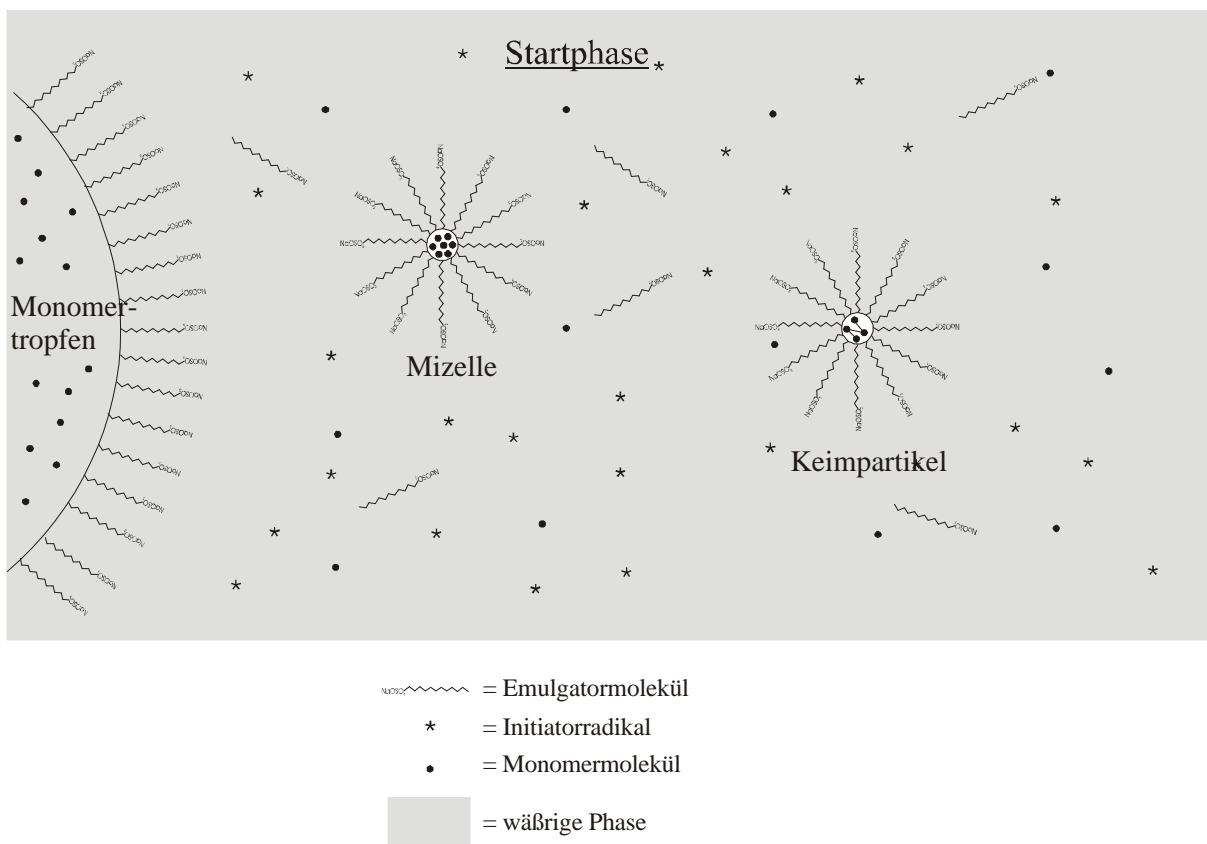 Startphase
Monomer-
tropfen
Mizelle
Keimpartikel
= Emulgatormolekül
= Initiatorradikal
= Monomermolekül
= wäßrige Phase